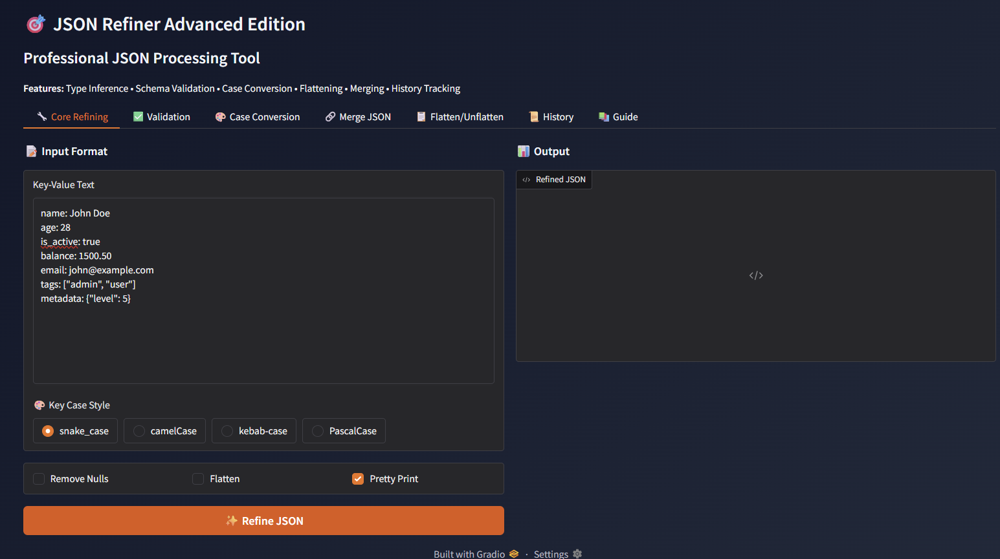 JSON Refiner Advanced Edition
Professional JSON Processing Tool
Features: Type Inference • Schema Validation • Case Conversion • Flattening • Merging • History Tracking
Core Refining Validation Case Conversion Merge JSON Flatten/Unflatten History Guide
Input Format
Key-Value Text
name: John Doe
age: 28
is_active: true
balance: 1500.50
email: john@example.com
tags: ["admin", "user"]
metadata: {"level": 5}
Key Case Style
snake_case camelCase kebab-case PascalCase
Remove Nulls Flatten Pretty Print
Refine JSON
Output
</> Refined JSON
</>
Built with Gradio · Settings